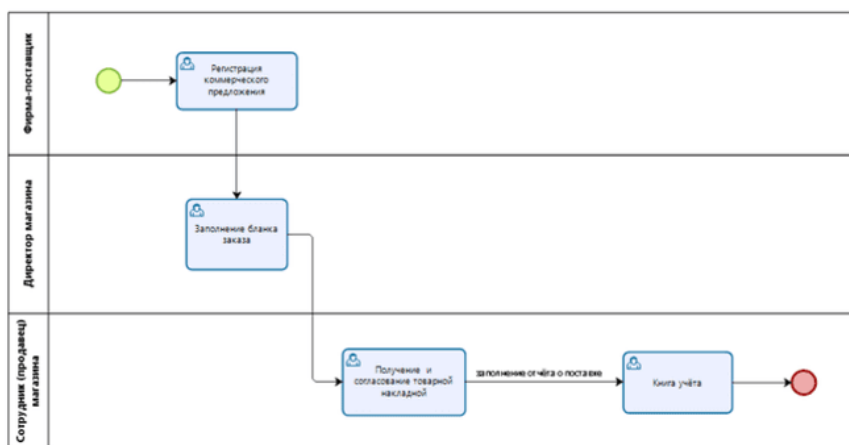 Фирма-поставщик
Регистрация
коммерческого
предложения
Директор магазина
Заполнение бланка
заказа
Сотрудник (продавец)
магазина
Получение и
согласование товарной
накладной
заполнение отчёта о поставке
Книга учёта